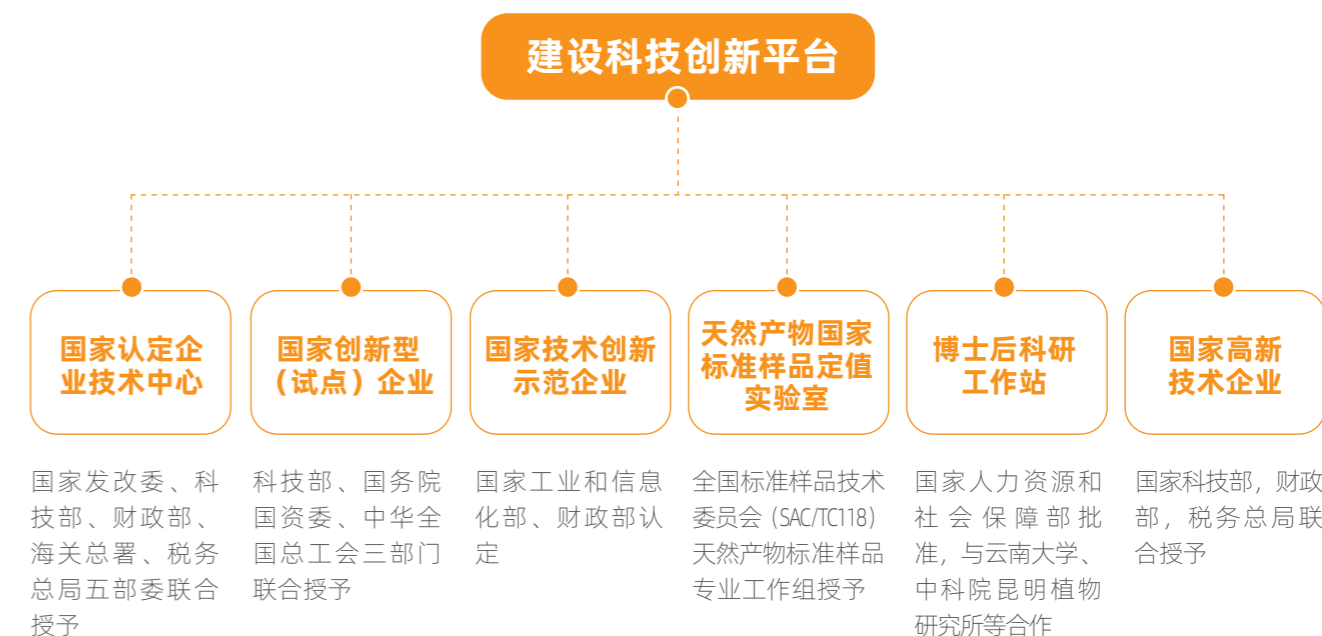 建设科技创新平台
国家认定企
业技术中心
国家发改委、科
技部、财政部、
海关总署、税务
总局五部委联合
授予
国家创新型
（试点）企业
科技部、国务院
国资委、中华全
国总工会三部门
联合授予
国家技术创新
示范企业
国家工业和信息
化部、财政部认
定
天然产物国家
标准样品定值
实验室
全国标准样品技术
委员会 (SAC/TC118)
天然产物标准样品
专业工作组授予
博士后科研
工作站
国家人力资源和
社会保障部批
准，与云南大学、
中科院昆明植物
研究所等合作
国家高新
技术企业
国家科技部，财政
部，税务总局联
合授予